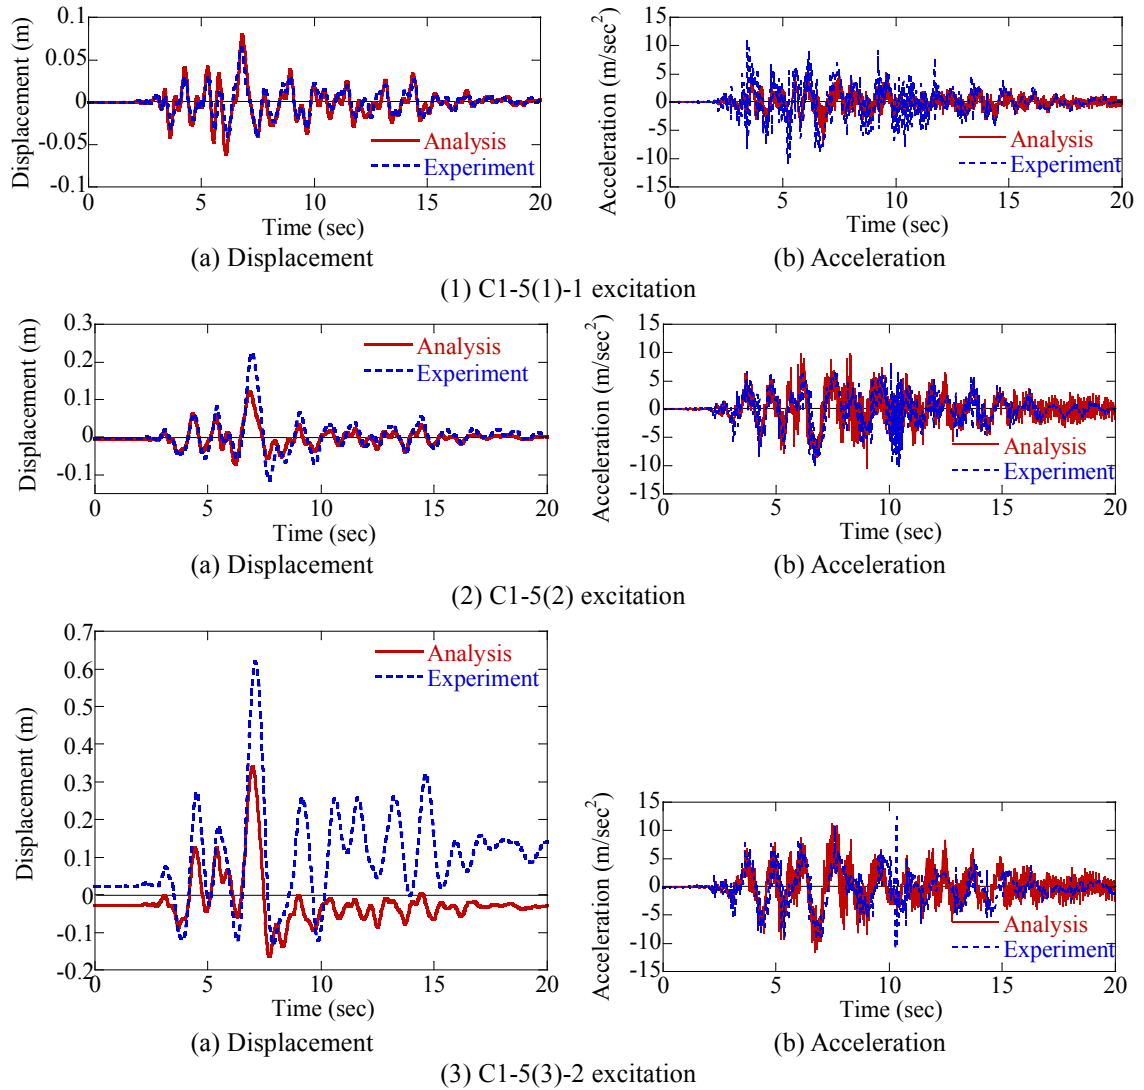 0.1
0.05
0
-0.05
-0.1
Displacement (m)
Analysis
Experiment
0 5 10 15 20
Time (sec)
(a) Displacement
15
10
5
0
-5
-10
-15
Acceleration (m/sec²)
Analysis
Experiment
0 5 10 15 20
Time (sec)
(b) Acceleration
(1) C1-5(1)-1 excitation
0.3
0.2
0.1
0
-0.1
Displacement (m)
Analysis
Experiment
0 5 10 15 20
Time (sec)
(a) Displacement
15
10
5
0
-5
-10
-15
Acceleration (m/sec²)
Analysis
Experiment
0 5 10 15 20
Time (sec)
(b) Acceleration
(2) C1-5(2) excitation
0.7
0.6
0.5
0.4
0.3
0.2
0.1
0
-0.1
-0.2
Displacement (m)
Analysis
Experiment
0 5 10 15 20
Time (sec)
(a) Displacement
15
10
5
0
-5
-10
-15
Acceleration (m/sec²)
Analysis
Experiment
0 5 10 15 20
Time (sec)
(b) Acceleration
(3) C1-5(3)-2 excitation